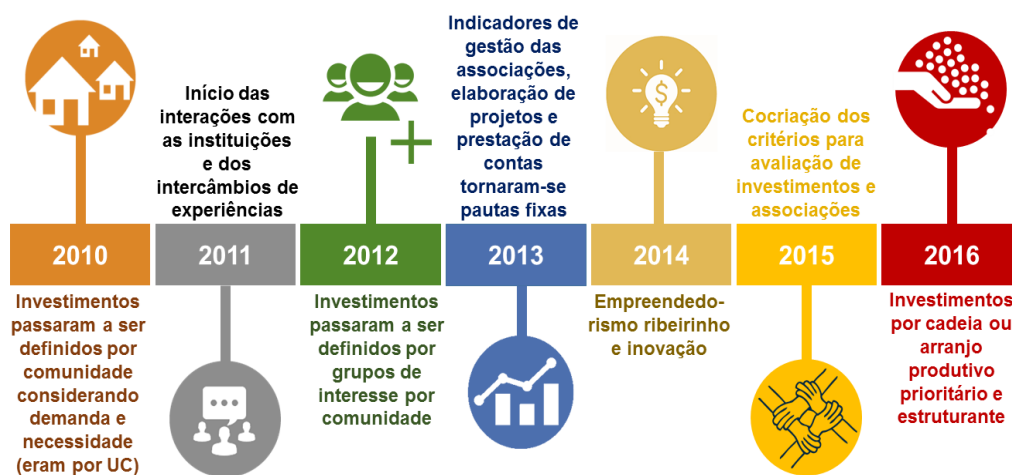 2010
Investimentos
passaram a ser
definidos por
comunidade
considerando
demanda e
necessidade
(eram por UC)
Início das
interações com
as instituições
e dos
intercâmbios de
experiências
2011
2012
Investimentos
passaram a ser
definidos por
grupos de
interesse por
comunidade
Indicadores de
gestão das
associações,
elaboração de
projetos e
prestação de
contas
tornaram-se
pautas fixas
2013
$
2014
Empreendedo-
rismo ribeirinho
e inovação
Cocriação dos
critérios para
avaliação de
investimentos e
associações
2015
2016
Investimentos
por cadeia ou
arranjo
produtivo
prioritário e
estruturante